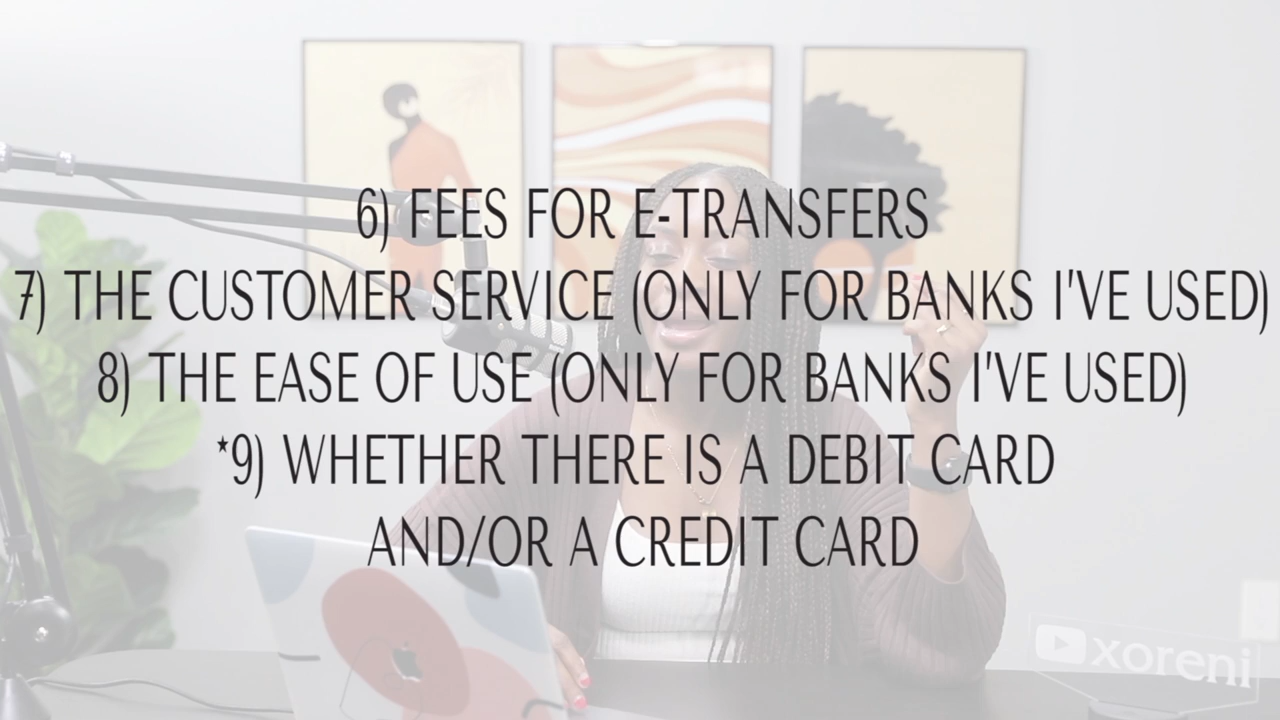 6) FEES FOR E-TRANSFERS
7) THE CUSTOMER SERVICE (ONLY FOR BANKS I'VE USED)
8) THE EASE OF USE (ONLY FOR BANKS I'VE USED)
*9) WHETHER THERE IS A DEBIT CARD
AND/OR A CREDIT CARD
xoreni